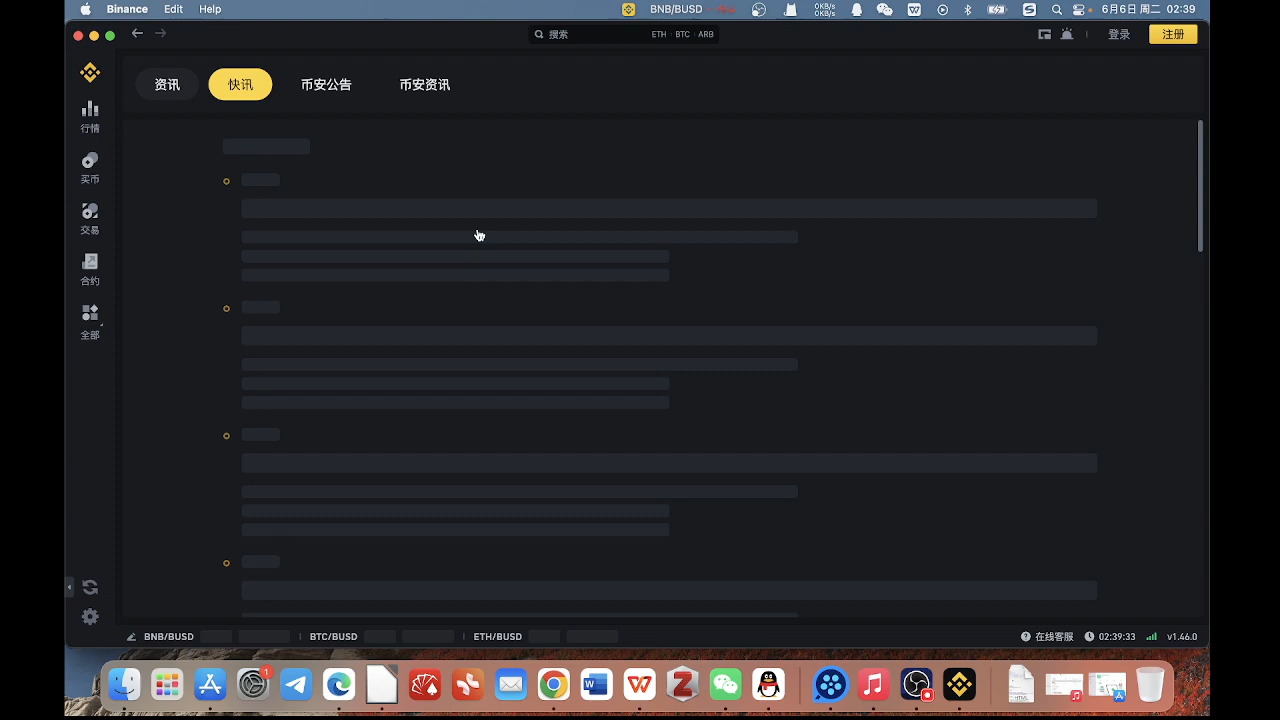 Binance Edit Help BNB/BUSD 0KB/s 0KB/s 6月6日 周二 02:39
搜索 ETH BTC ARB 登录 注册
资讯 快讯 币安公告 币安资讯
行情
买币
交易
合约
全部
BNB/BUSD BTC/BUSD ETH/BUSD 在线客服 02:39:33 v1.46.0
1
HTML